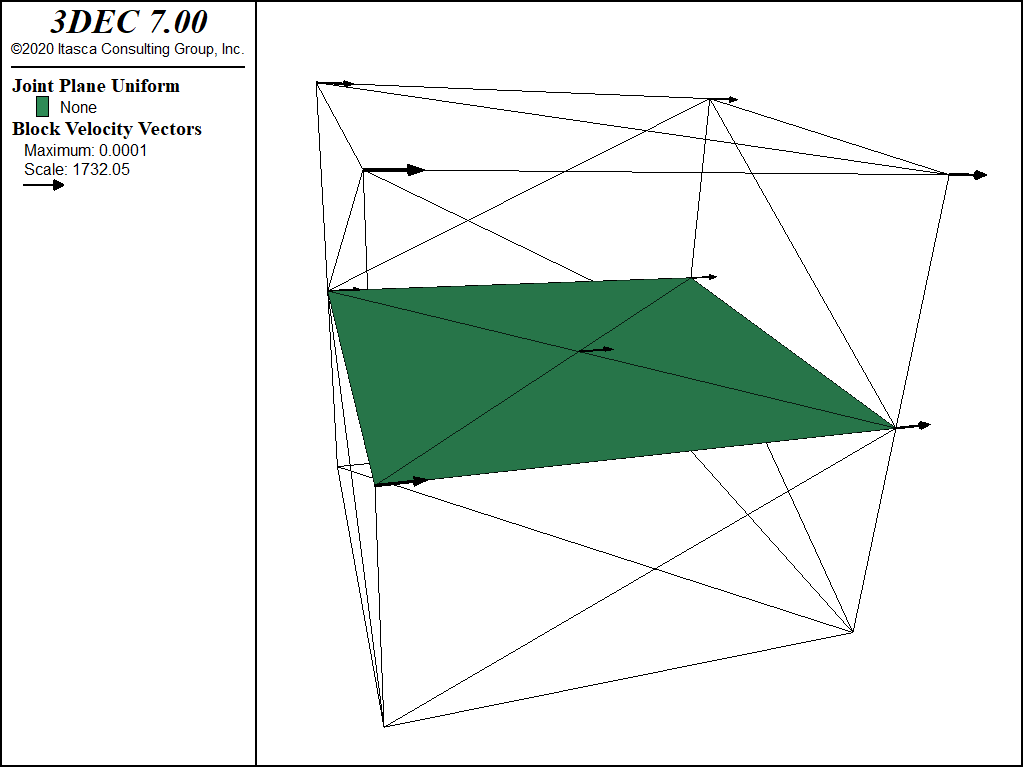 3DEC 7.00
©2020 Itasca Consulting Group, Inc.
Joint Plane Uniform
None
Block Velocity Vectors
Maximum: 0.0001
Scale: 1732.05